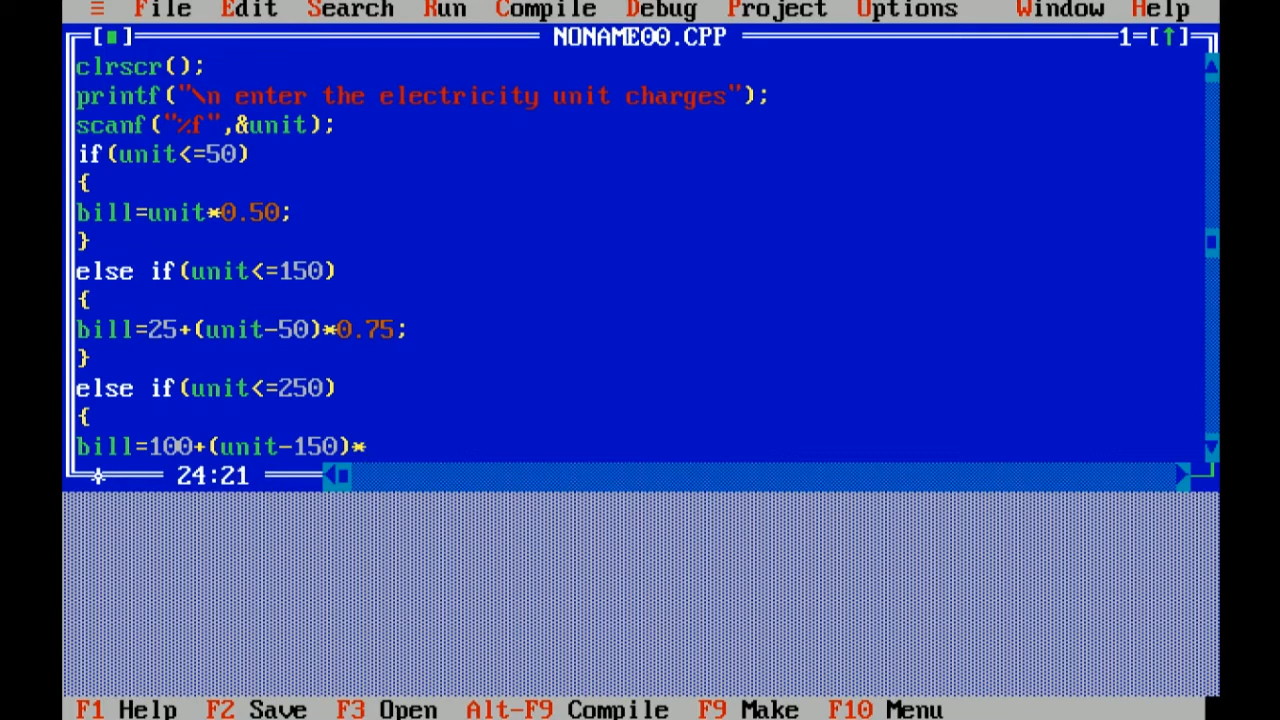 ≡ File Edit Search Run Compile Debug Project Options Window Help
[■] NONAME00.CPP 1=[↑]
clrscr();
printf("\n enter the electricity unit charges");
scanf("%f",&unit);
if(unit<=50)
{
bill=unit*0.50;
}
else if(unit<=150)
{
bill=25+(unit-50)*0.75;
}
else if(unit<=250)
{
bill=100+(unit-150)*
24:21
F1 Help F2 Save F3 Open Alt-F9 Compile F9 Make F10 Menu